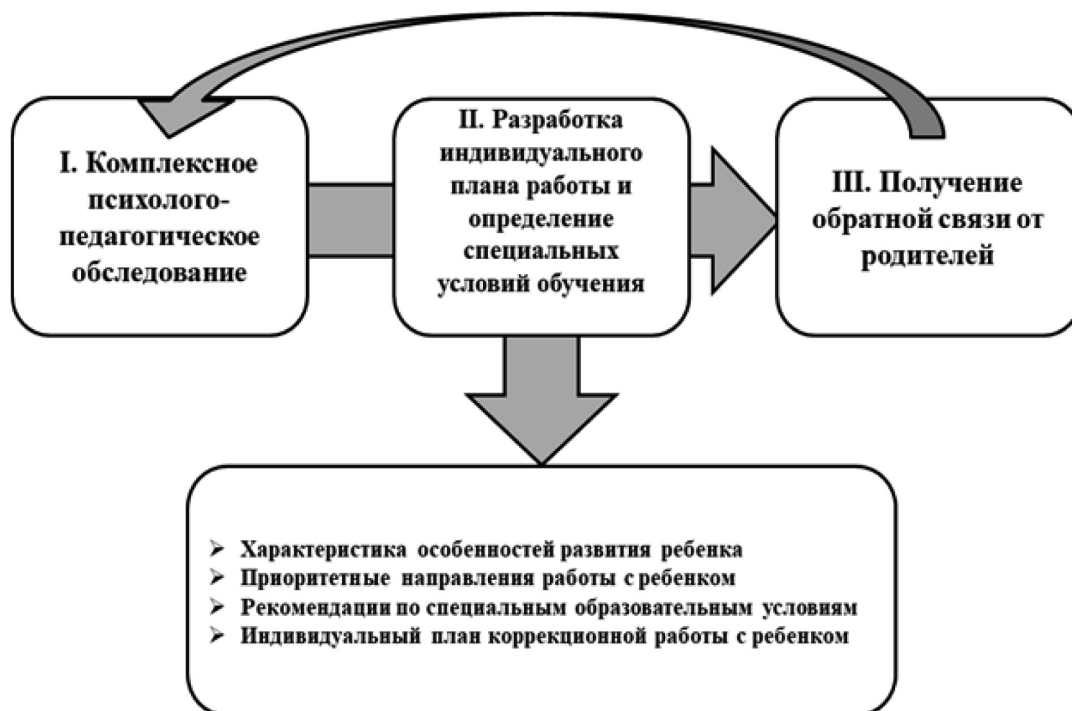 I. Комплексное
психолого-
педагогическое
обследование
II. Разработка
индивидуального
плана работы и
определение
специальных
условий обучения
III. Получение
обратной связи от
родителей
➢ Характеристика особенностей развития ребенка
➢ Приоритетные направления работы с ребенком
➢ Рекомендации по специальным образовательным условиям
➢ Индивидуальный план коррекционной работы с ребенком